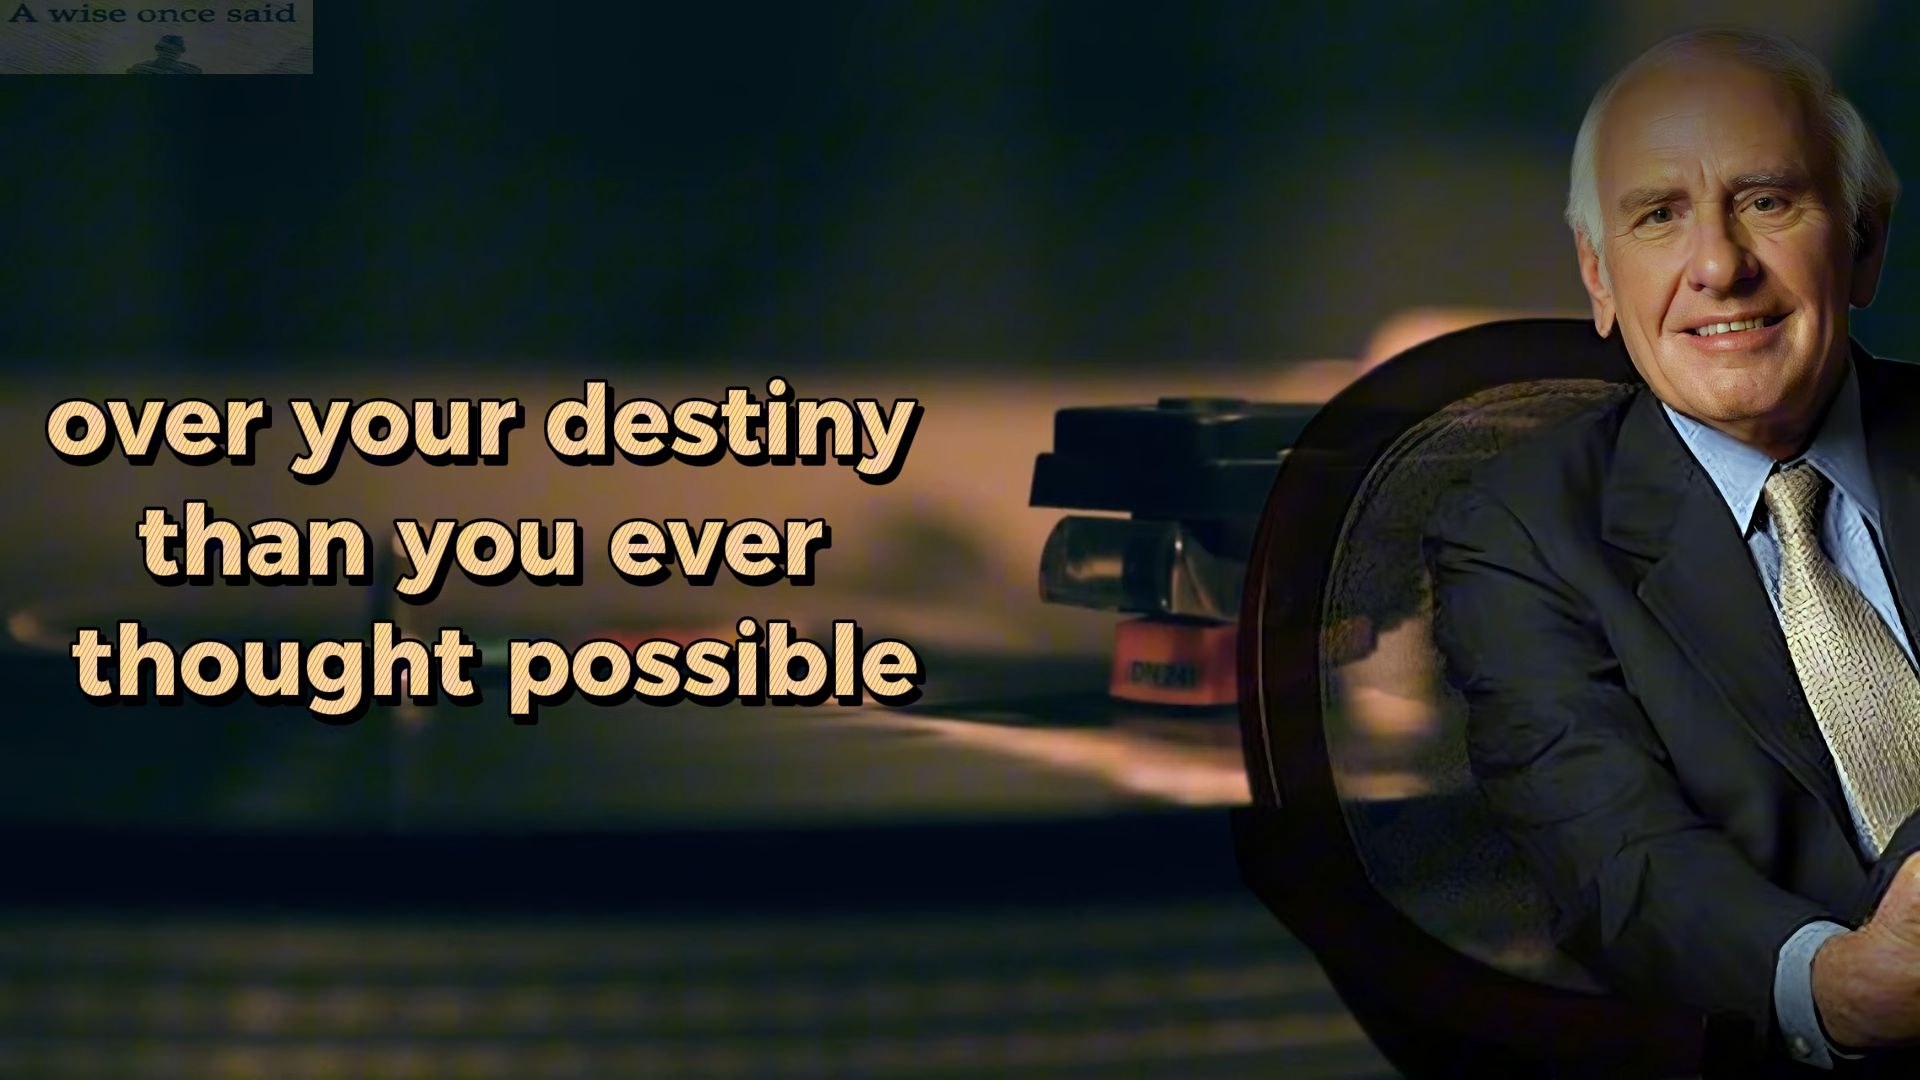 A wise once said
over your destiny
than you ever
thought possible